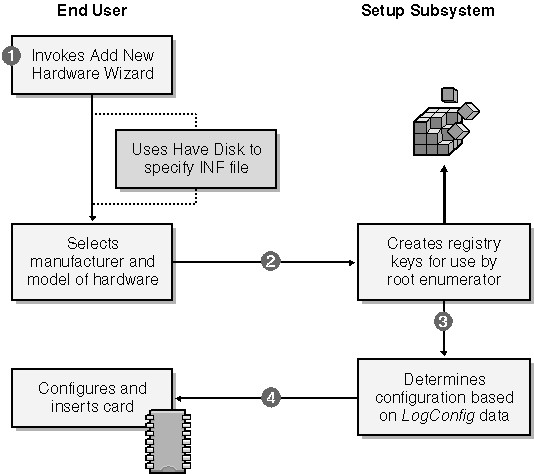 End User
Setup Subsystem
1
Invokes Add New
Hardware Wizard
Uses Have Disk to
specify INF file
Selects
manufacturer and
model of hardware
2
Creates registry
keys for use by
root enumerator
3
Determines
configuration based
on LogConfig data
4
Configures and
inserts card